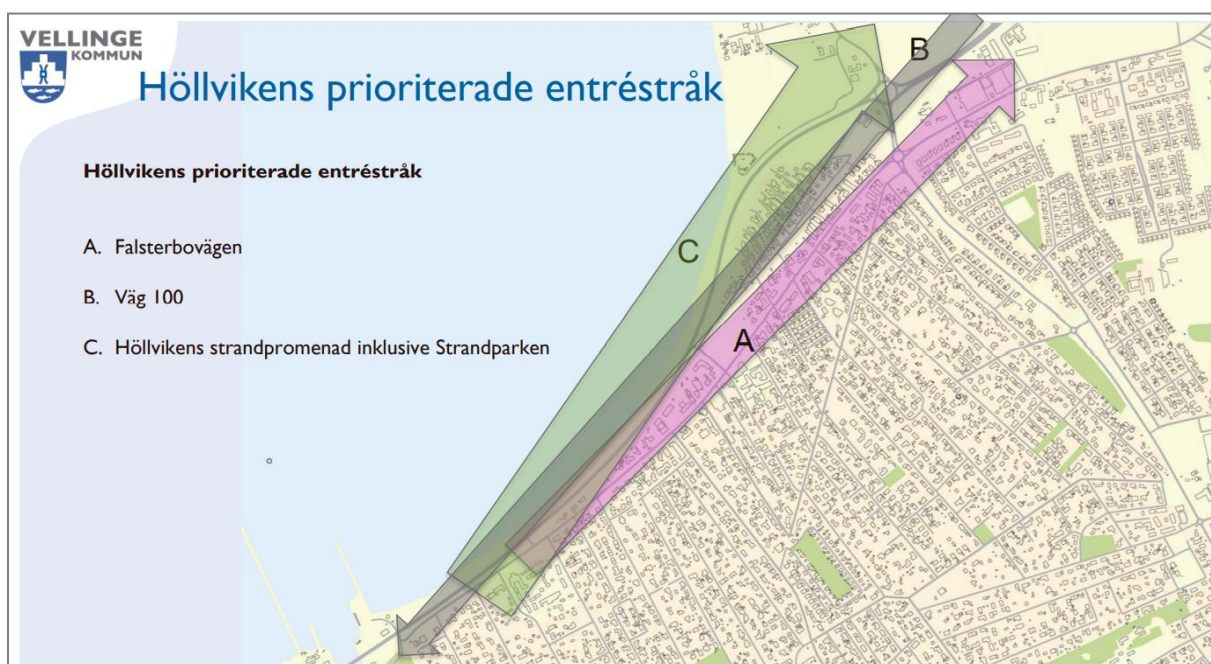 VELLINGE
KOMMUN
Höllvikens prioriterade entréstråk
Höllvikens prioriterade entréstråk
A. Falsterbovägen
B. Väg 100
C. Höllvikens strandpromenad inklusive Strandparken
B
C
A